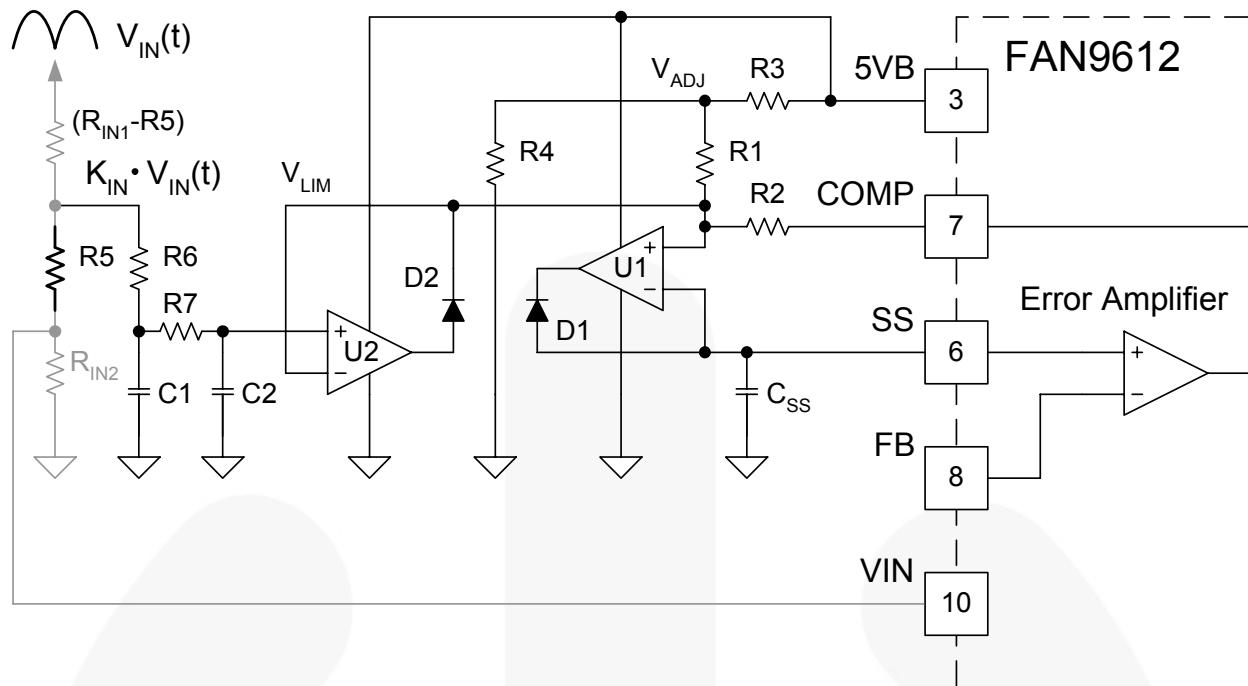 V_IN(t)
(R_IN1-R5)
K_IN · V_IN(t)
R5
R6
R7
R_IN2
C1
C2
V_LIM
D2
+
U2
−
R4
V_ADJ
R3
R1
R2
+
U1
−
D1
C_SS
5VB
3
FAN9612
COMP
7
Error Amplifier
SS
6
+
−
FB
8
VIN
10